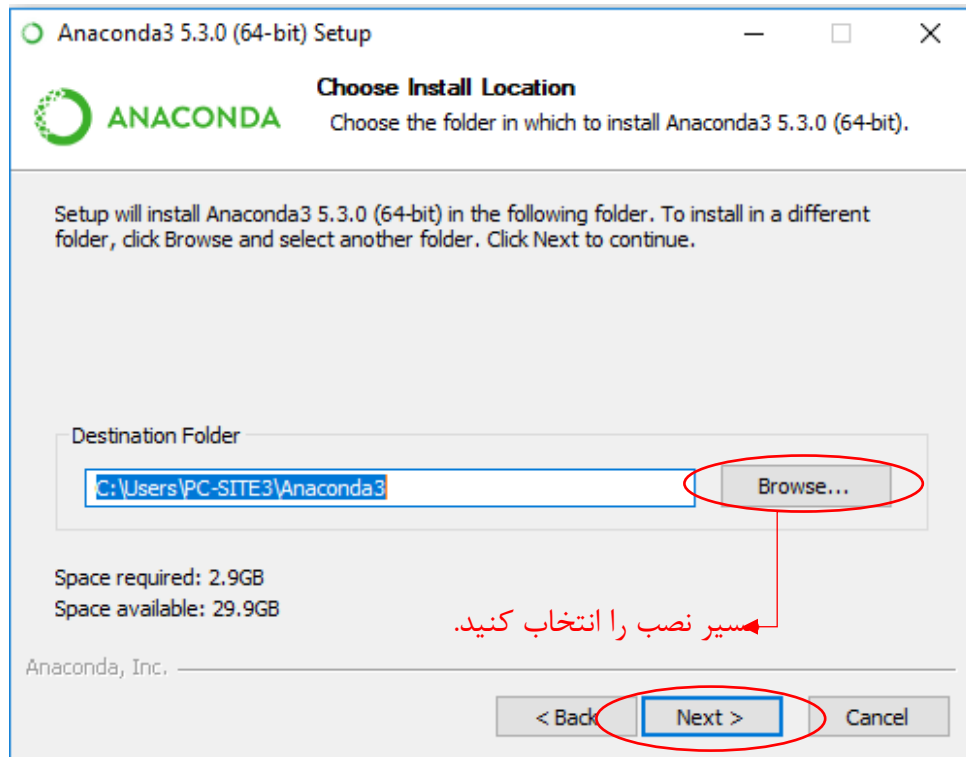 Anaconda3 5.3.0 (64-bit) Setup
ANACONDA
Choose Install Location
Choose the folder in which to install Anaconda3 5.3.0 (64-bit).
Setup will install Anaconda3 5.3.0 (64-bit) in the following folder. To install in a different
folder, click Browse and select another folder. Click Next to continue.
Destination Folder
C:\Users\PC-SITE3\Anaconda3
Browse...
Space required: 2.9GB
Space available: 29.9GB
مسیر نصب را انتخاب کنید.
Anaconda, Inc.
< Back
Next >
Cancel